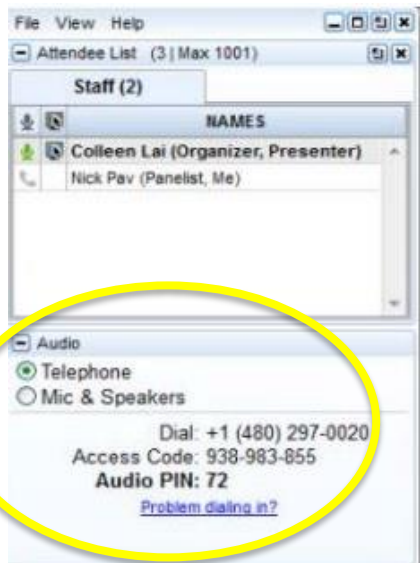 File View Help
Attendee List (3 | Max 1001)
Staff (2)
NAMES
Colleen Lai (Organizer, Presenter)
Nick Pav (Panelist, Me)
Audio
Telephone
Mic & Speakers
Dial: +1 (480) 297-0020
Access Code: 938-983-855
Audio PIN: 72
Problem dialing in?